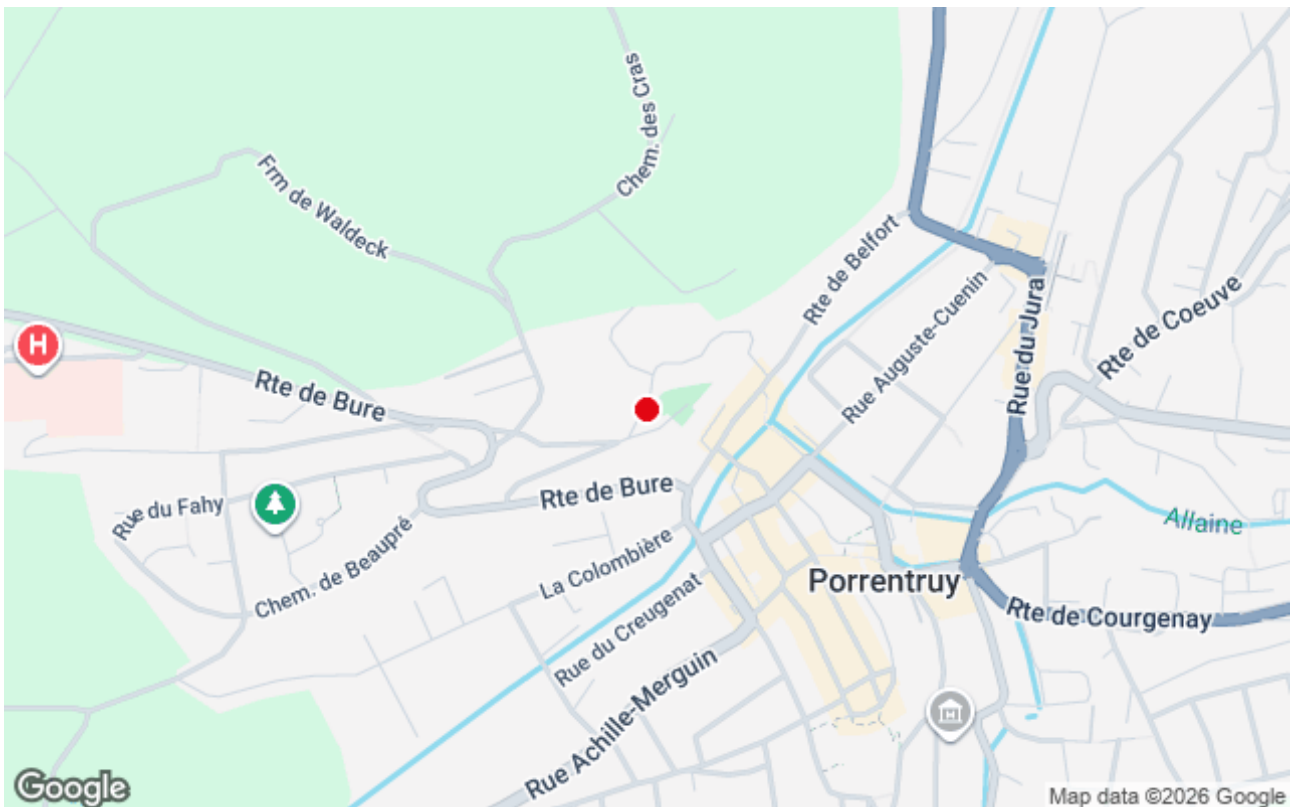 Chem. des Cras
Frm de Waldeck
Rte de Belfort
Rue Auguste-Cuenin
Rue du Jura
Rte de Coeuve
H
Rte de Bure
Rue du Fahy
Rte de Bure
Allaine
Chem. de Beaupré
La Colombière
Porrentruy
Rue du Creugenat
Rte de Courgenay
Rue Achille-Merguin
Google
Map data ©2026 Google